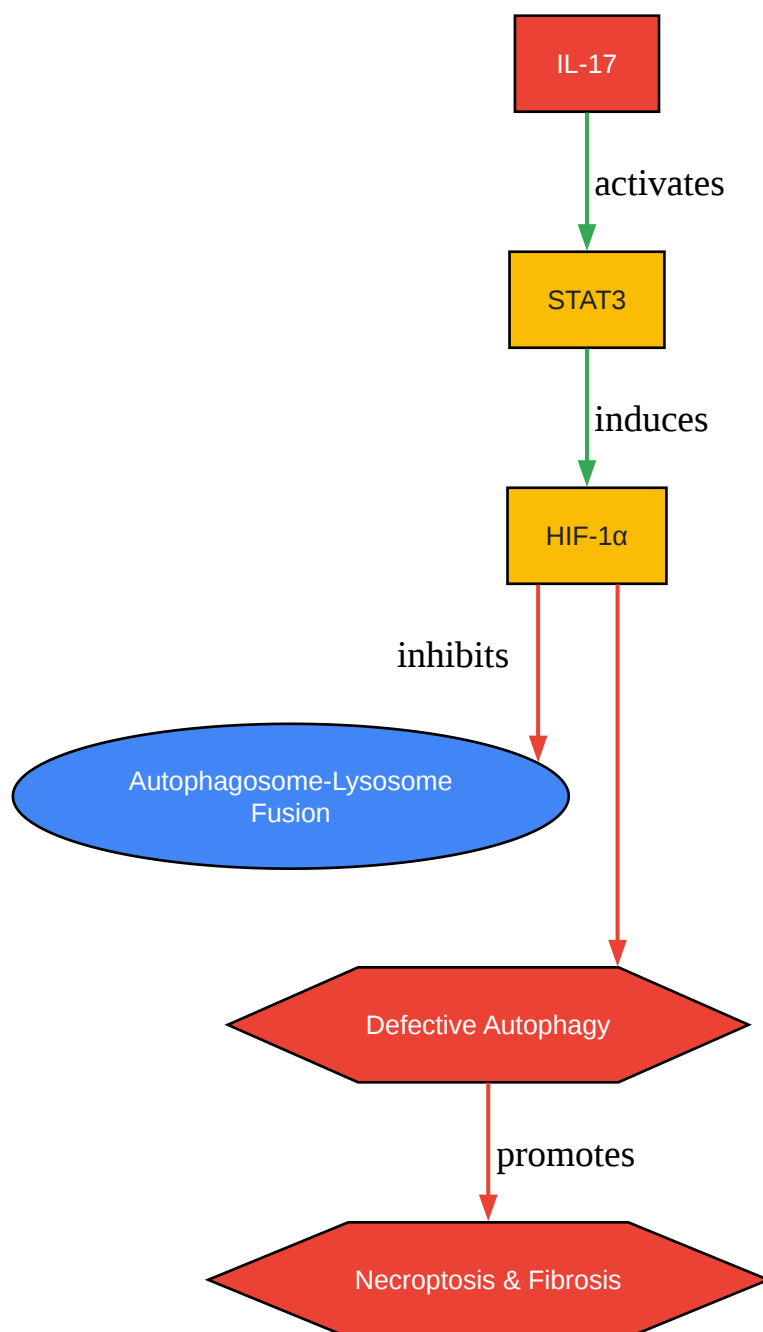 IL-17
activates
STAT3
induces
HIF-1α
inhibits
Autophagosome-Lysosome
Fusion
Defective Autophagy
promotes
Necroptosis & Fibrosis